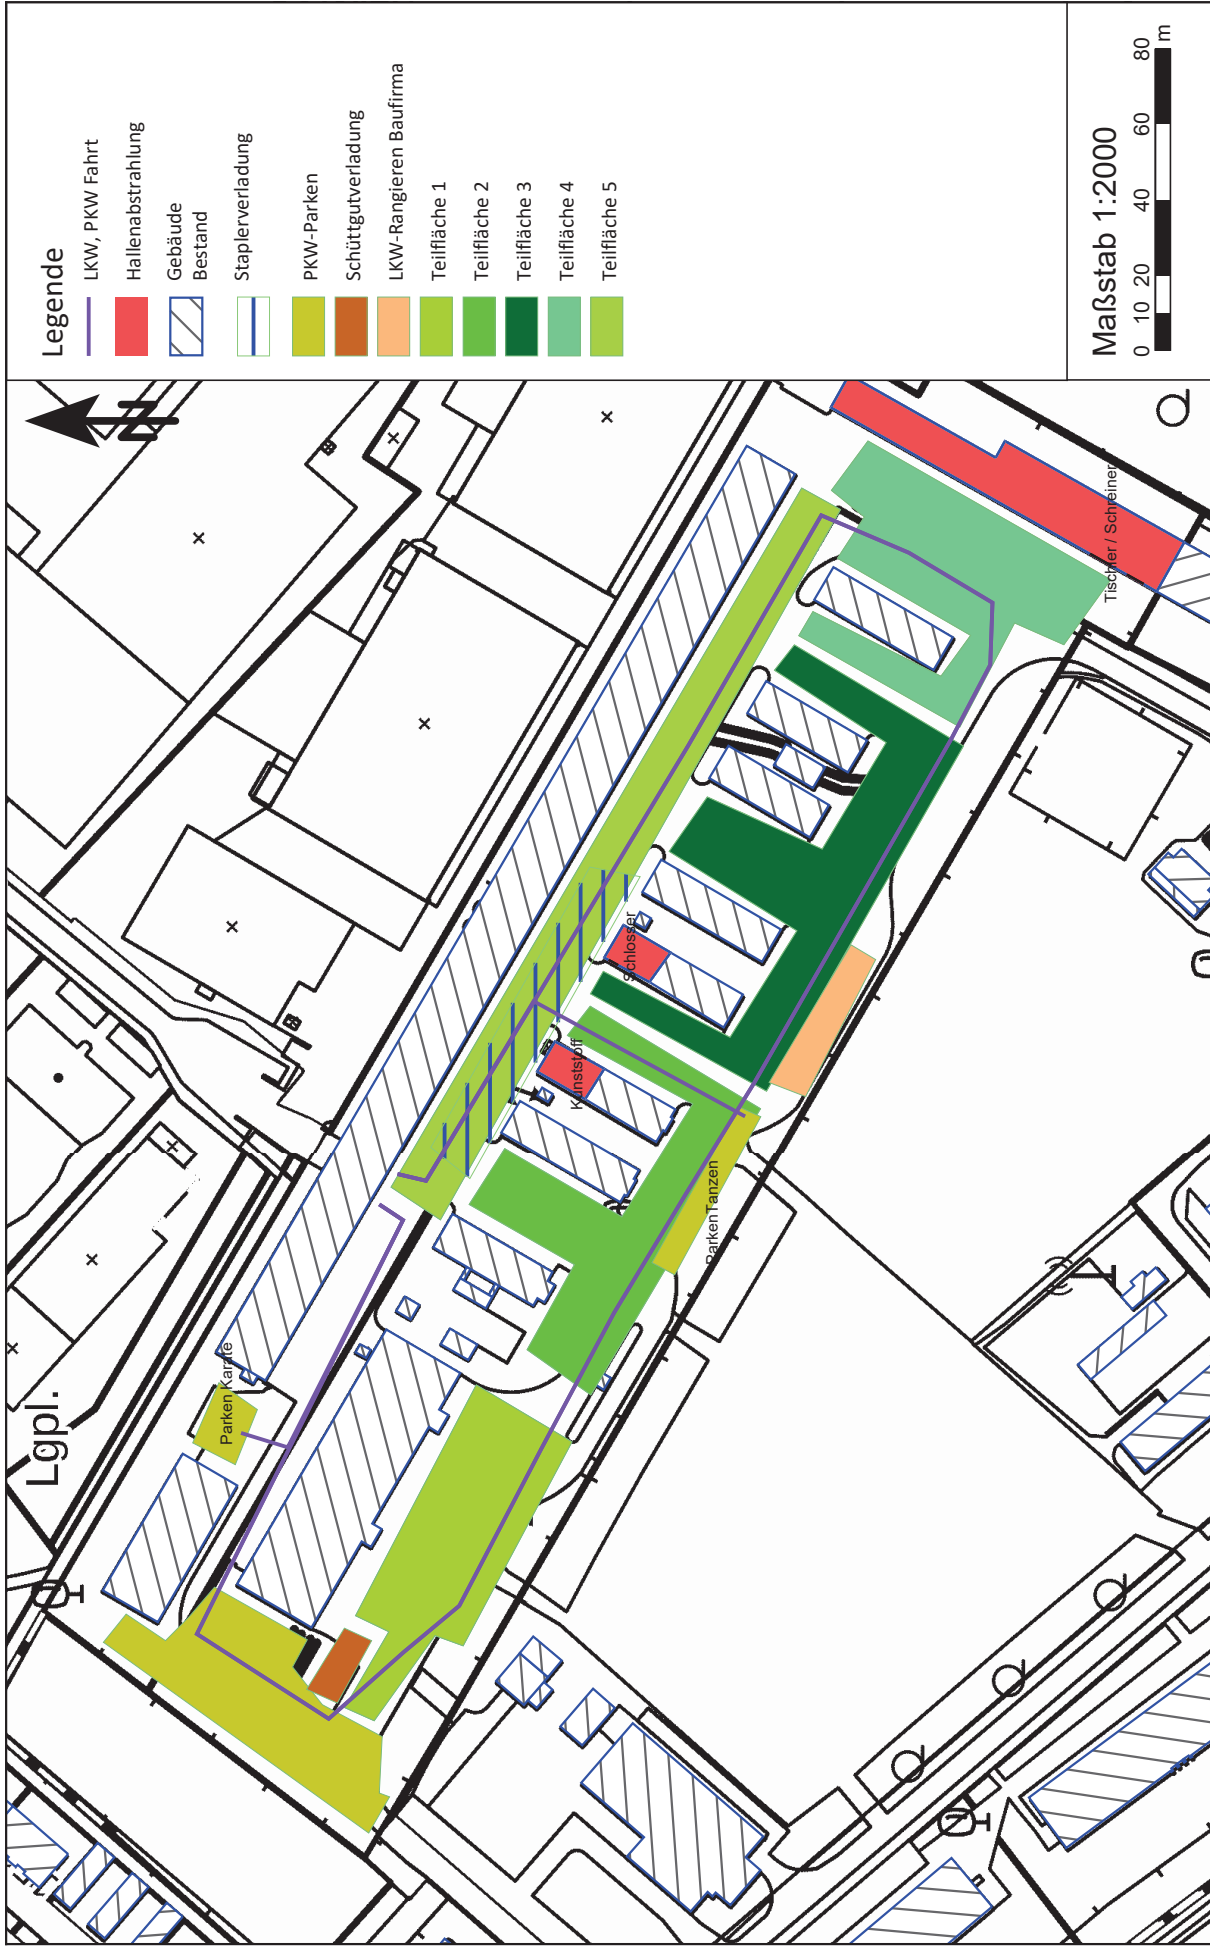 Legende
LKW, PKW Fahrt
Hallenabstrahlung
Gebäude
Bestand
Staplerverladung
PKW-Parken
Schüttgutverladung
LKW-Rangieren Baufirma
Teilfläche 1
Teilfläche 2
Teilfläche 3
Teilfläche 4
Teilfläche 5
Maßstab 1:2000
0 10 20 40 60 80
m
N
Lgpl.
Parken Karate
Kunststoff
Schlosser
ParkenTanzen
Tischler / Schreiner